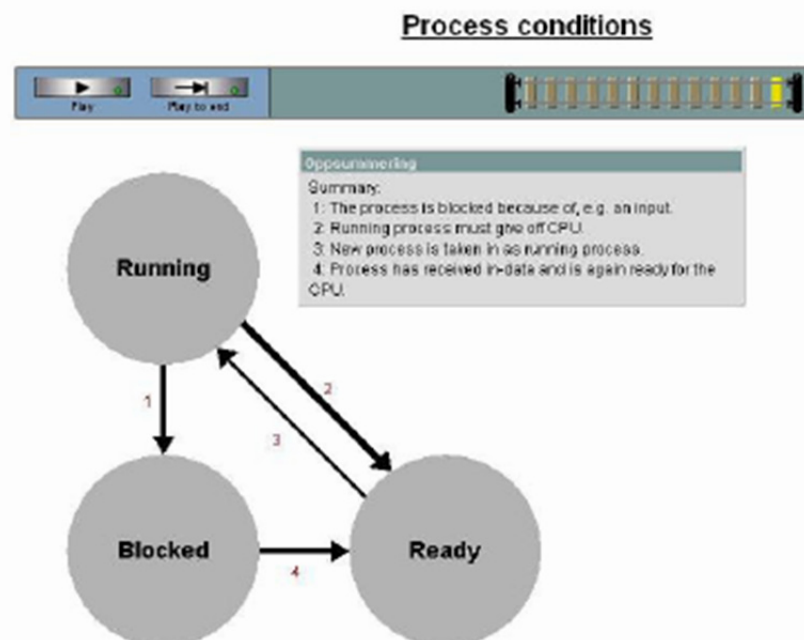 Process conditions
Play
Play to end
Oppsummering
Summary:
1: The process is blocked because of, e.g. an input.
2: Running process must give off CPU.
3: New process is taken in as running process.
4: Process has received in-data and is again ready for the
CPU.
Running
1
2
3
Blocked
4
Ready